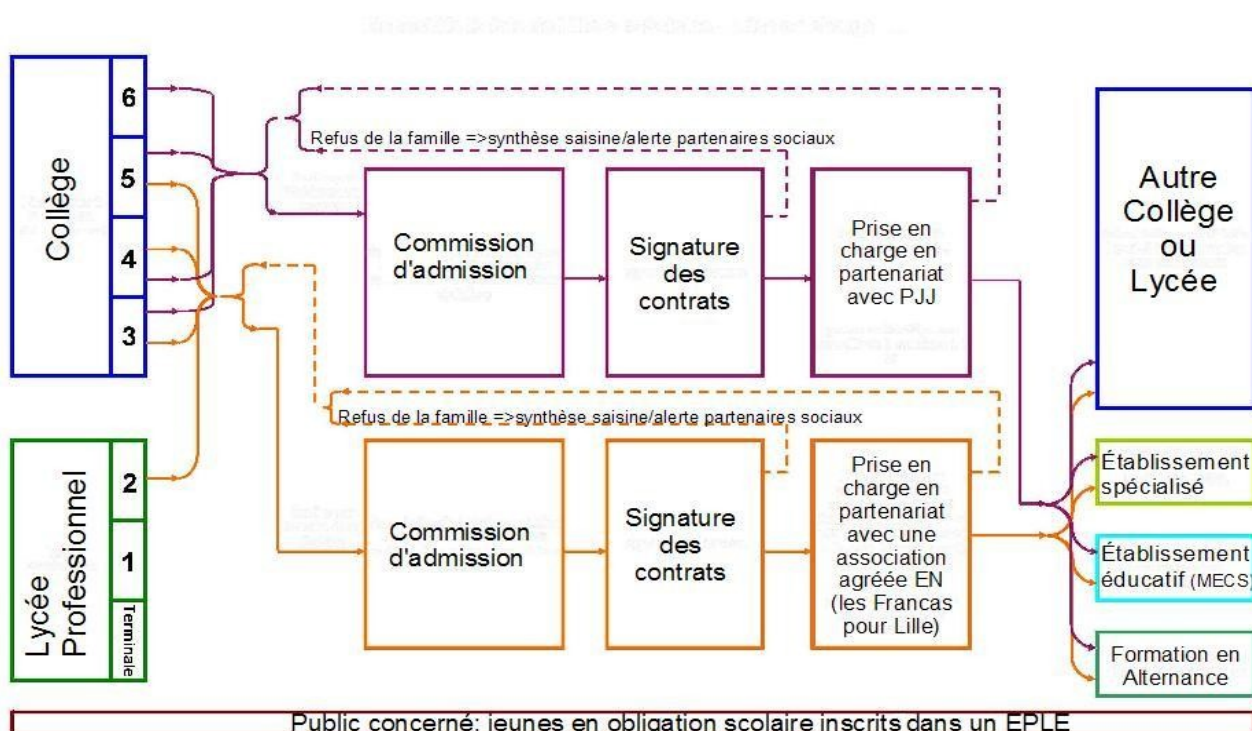 Collège
6
5
4
3
Lycée
Professionnel
2
1
Terminale
Refus de la famille =>synthèse saisine/alerte partenaires sociaux
Commission
d'admission
Signature
des
contrats
Prise en
charge en
partenariat
avec PJJ
Refus de la famille =>synthèse saisine/alerte partenaires sociaux
Commission
d'admission
Signature
des
contrats
Prise en
charge en
partenariat
avec une
association
agréée EN
(les Francas
pour Lille)
Autre
Collège
ou
Lycée
Établissement
spécialisé
Établissement
éducatif (MECS)
Formation en
Alternance
Public concerné: jeunes en obligation scolaire inscrits dans un EPLE